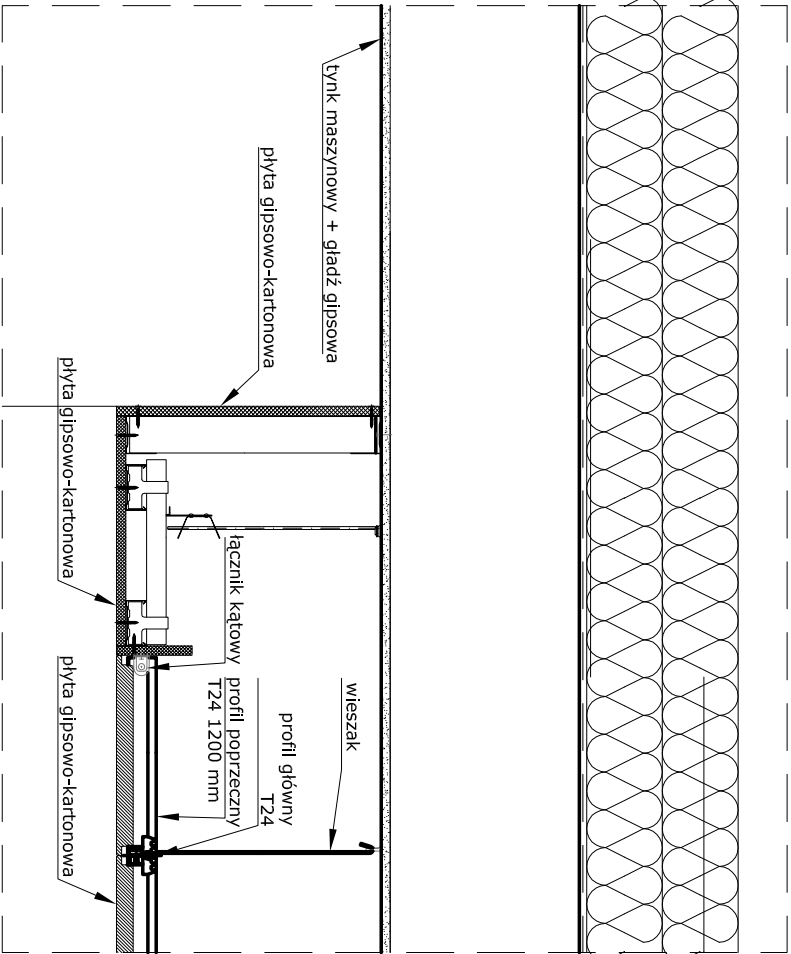 tynk maszynowy + gładź gipsowa
płyta gipsowo-kartonowa
płyta gipsowo-kartonowa
łącznik kątowy
wieszak
profil główny
T24
profil poprzeczny
T24 1200 mm
płyta gipsowo-kartonowa